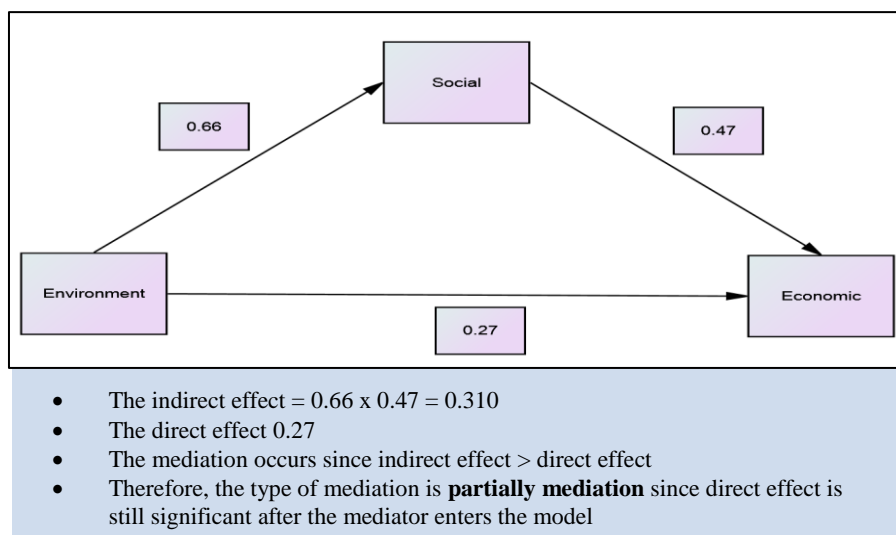 Social
0.66
0.47
Environment
Economic
0.27
• The indirect effect = 0.66 x 0.47 = 0.310
• The direct effect 0.27
• The mediation occurs since indirect effect > direct effect
• Therefore, the type of mediation is partially mediation since direct effect is
still significant after the mediator enters the model